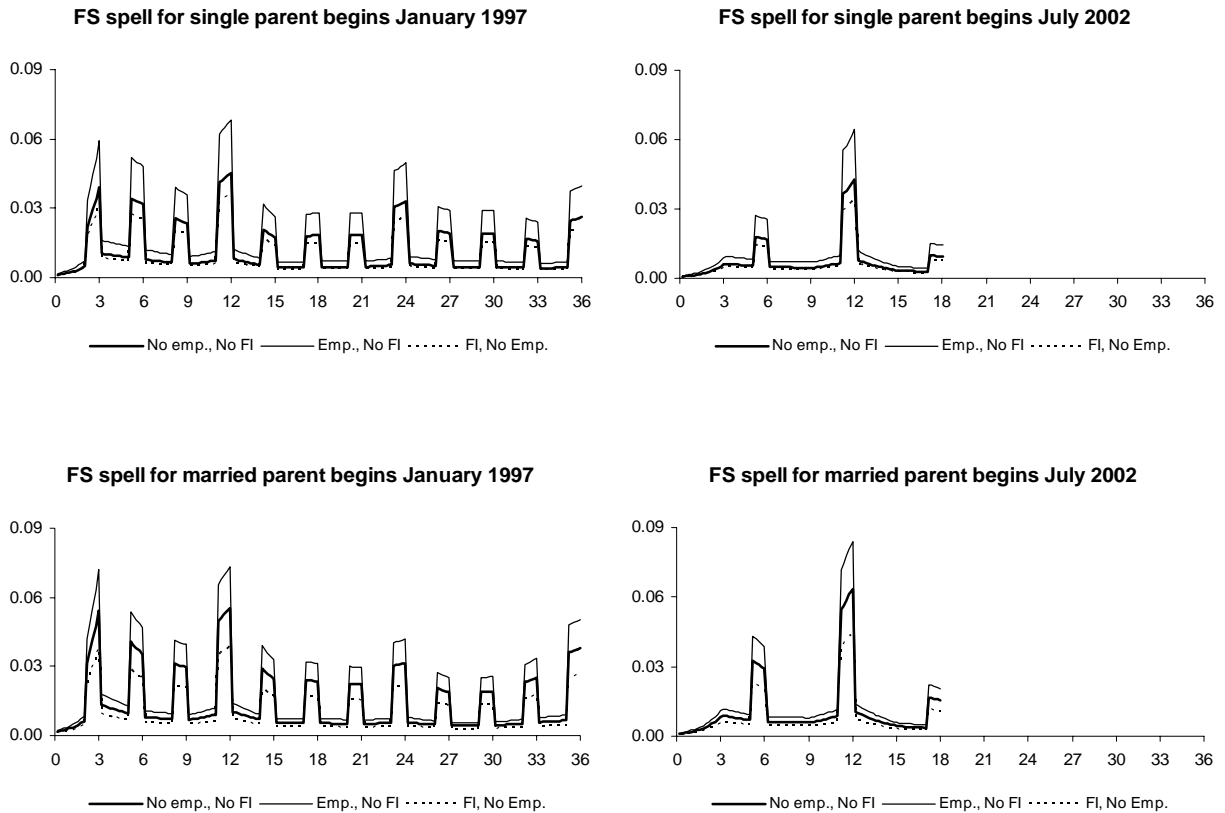 FS spell for single parent begins January 1997
0.09
0.06
0.03
0.00
0 3 6 9 12 15 18 21 24 27 30 33 36
No emp., No FI Emp., No FI FI, No Emp.
FS spell for single parent begins July 2002
0.09
0.06
0.03
0.00
0 3 6 9 12 15 18 21 24 27 30 33 36
No emp., No FI Emp., No FI FI, No Emp.
FS spell for married parent begins January 1997
0.09
0.06
0.03
0.00
0 3 6 9 12 15 18 21 24 27 30 33 36
No emp., No FI Emp., No FI FI, No Emp.
FS spell for married parent begins July 2002
0.09
0.06
0.03
0.00
0 3 6 9 12 15 18 21 24 27 30 33 36
No emp., No FI Emp., No FI FI, No Emp.